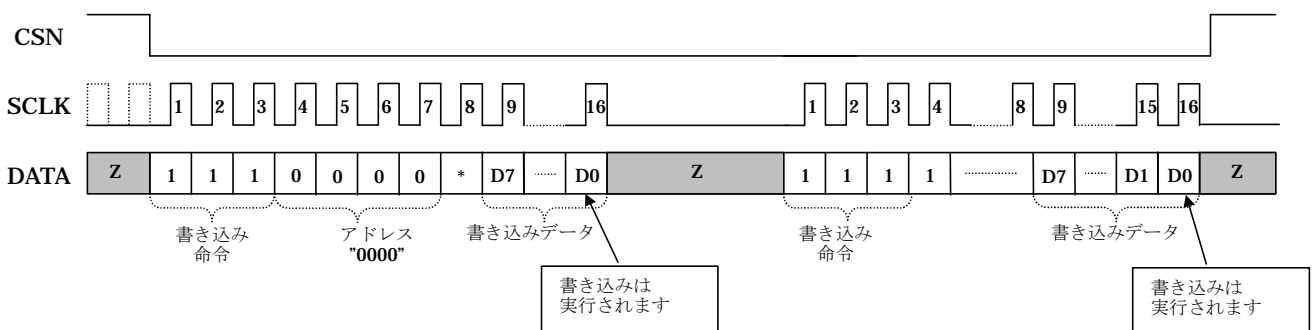 CSN
SCLK 1 2 3 4 5 6 7 8 9 16 1 2 3 4 8 9 15 16
DATA Z 1 1 1 0 0 0 0 * D7 ...... D0 Z 1 1 1 1 .............. D7 ...... D1 D0 Z
書き込み アドレス 書き込みデータ 書き込み 書き込みデータ
命令 "0000" 命令
書き込みは 書き込みは
実行されます 実行されます